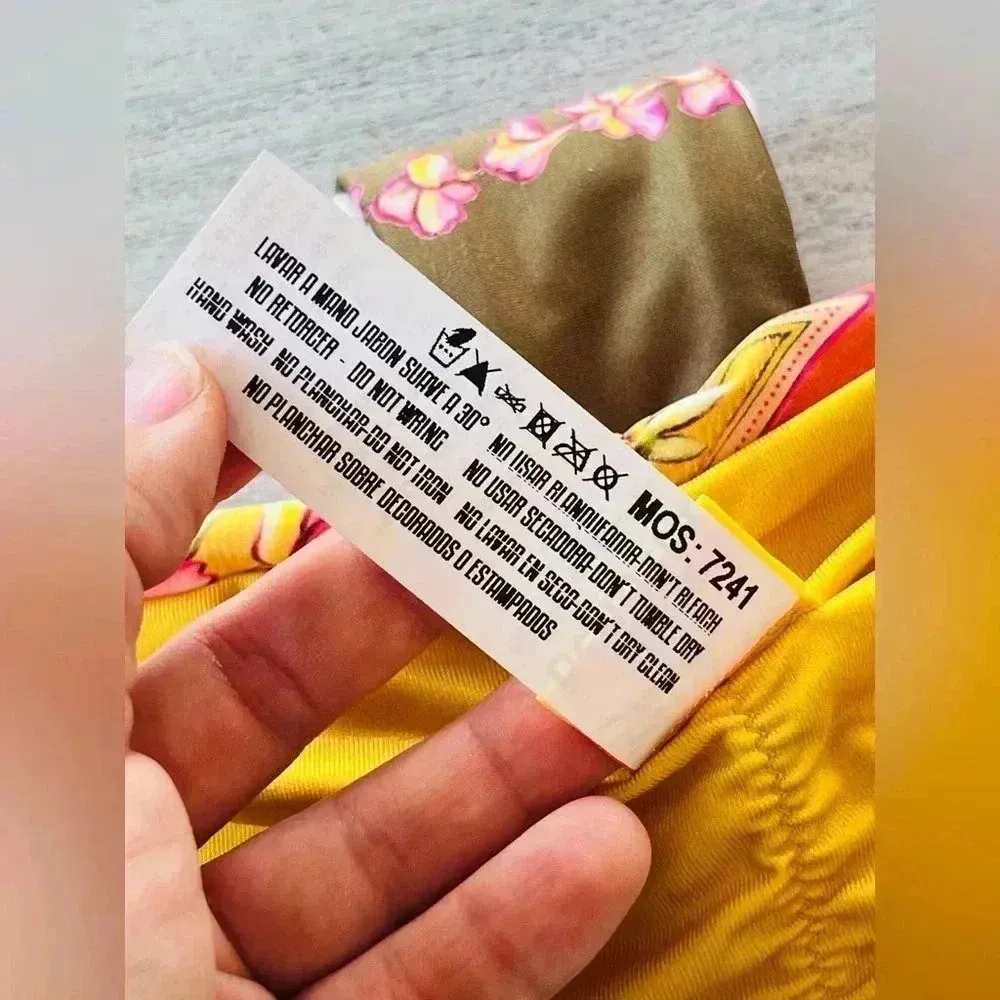 MOS: 7241
LAVAR A MANO JABON SUAVE A 30° NO USAR BLANQUEADOR-DON'T BLEACH
NO RETORCER - DO NOT WRING NO USAR SECADORA-DON'T TUMBLE DRY
HAND WASH NO PLANCHAR-DO NOT IRON NO LAVAR EN SECO-DON'T DRY CLEAN
NO PLANCHAR SOBRE DECORADOS O ESTAMPADOS